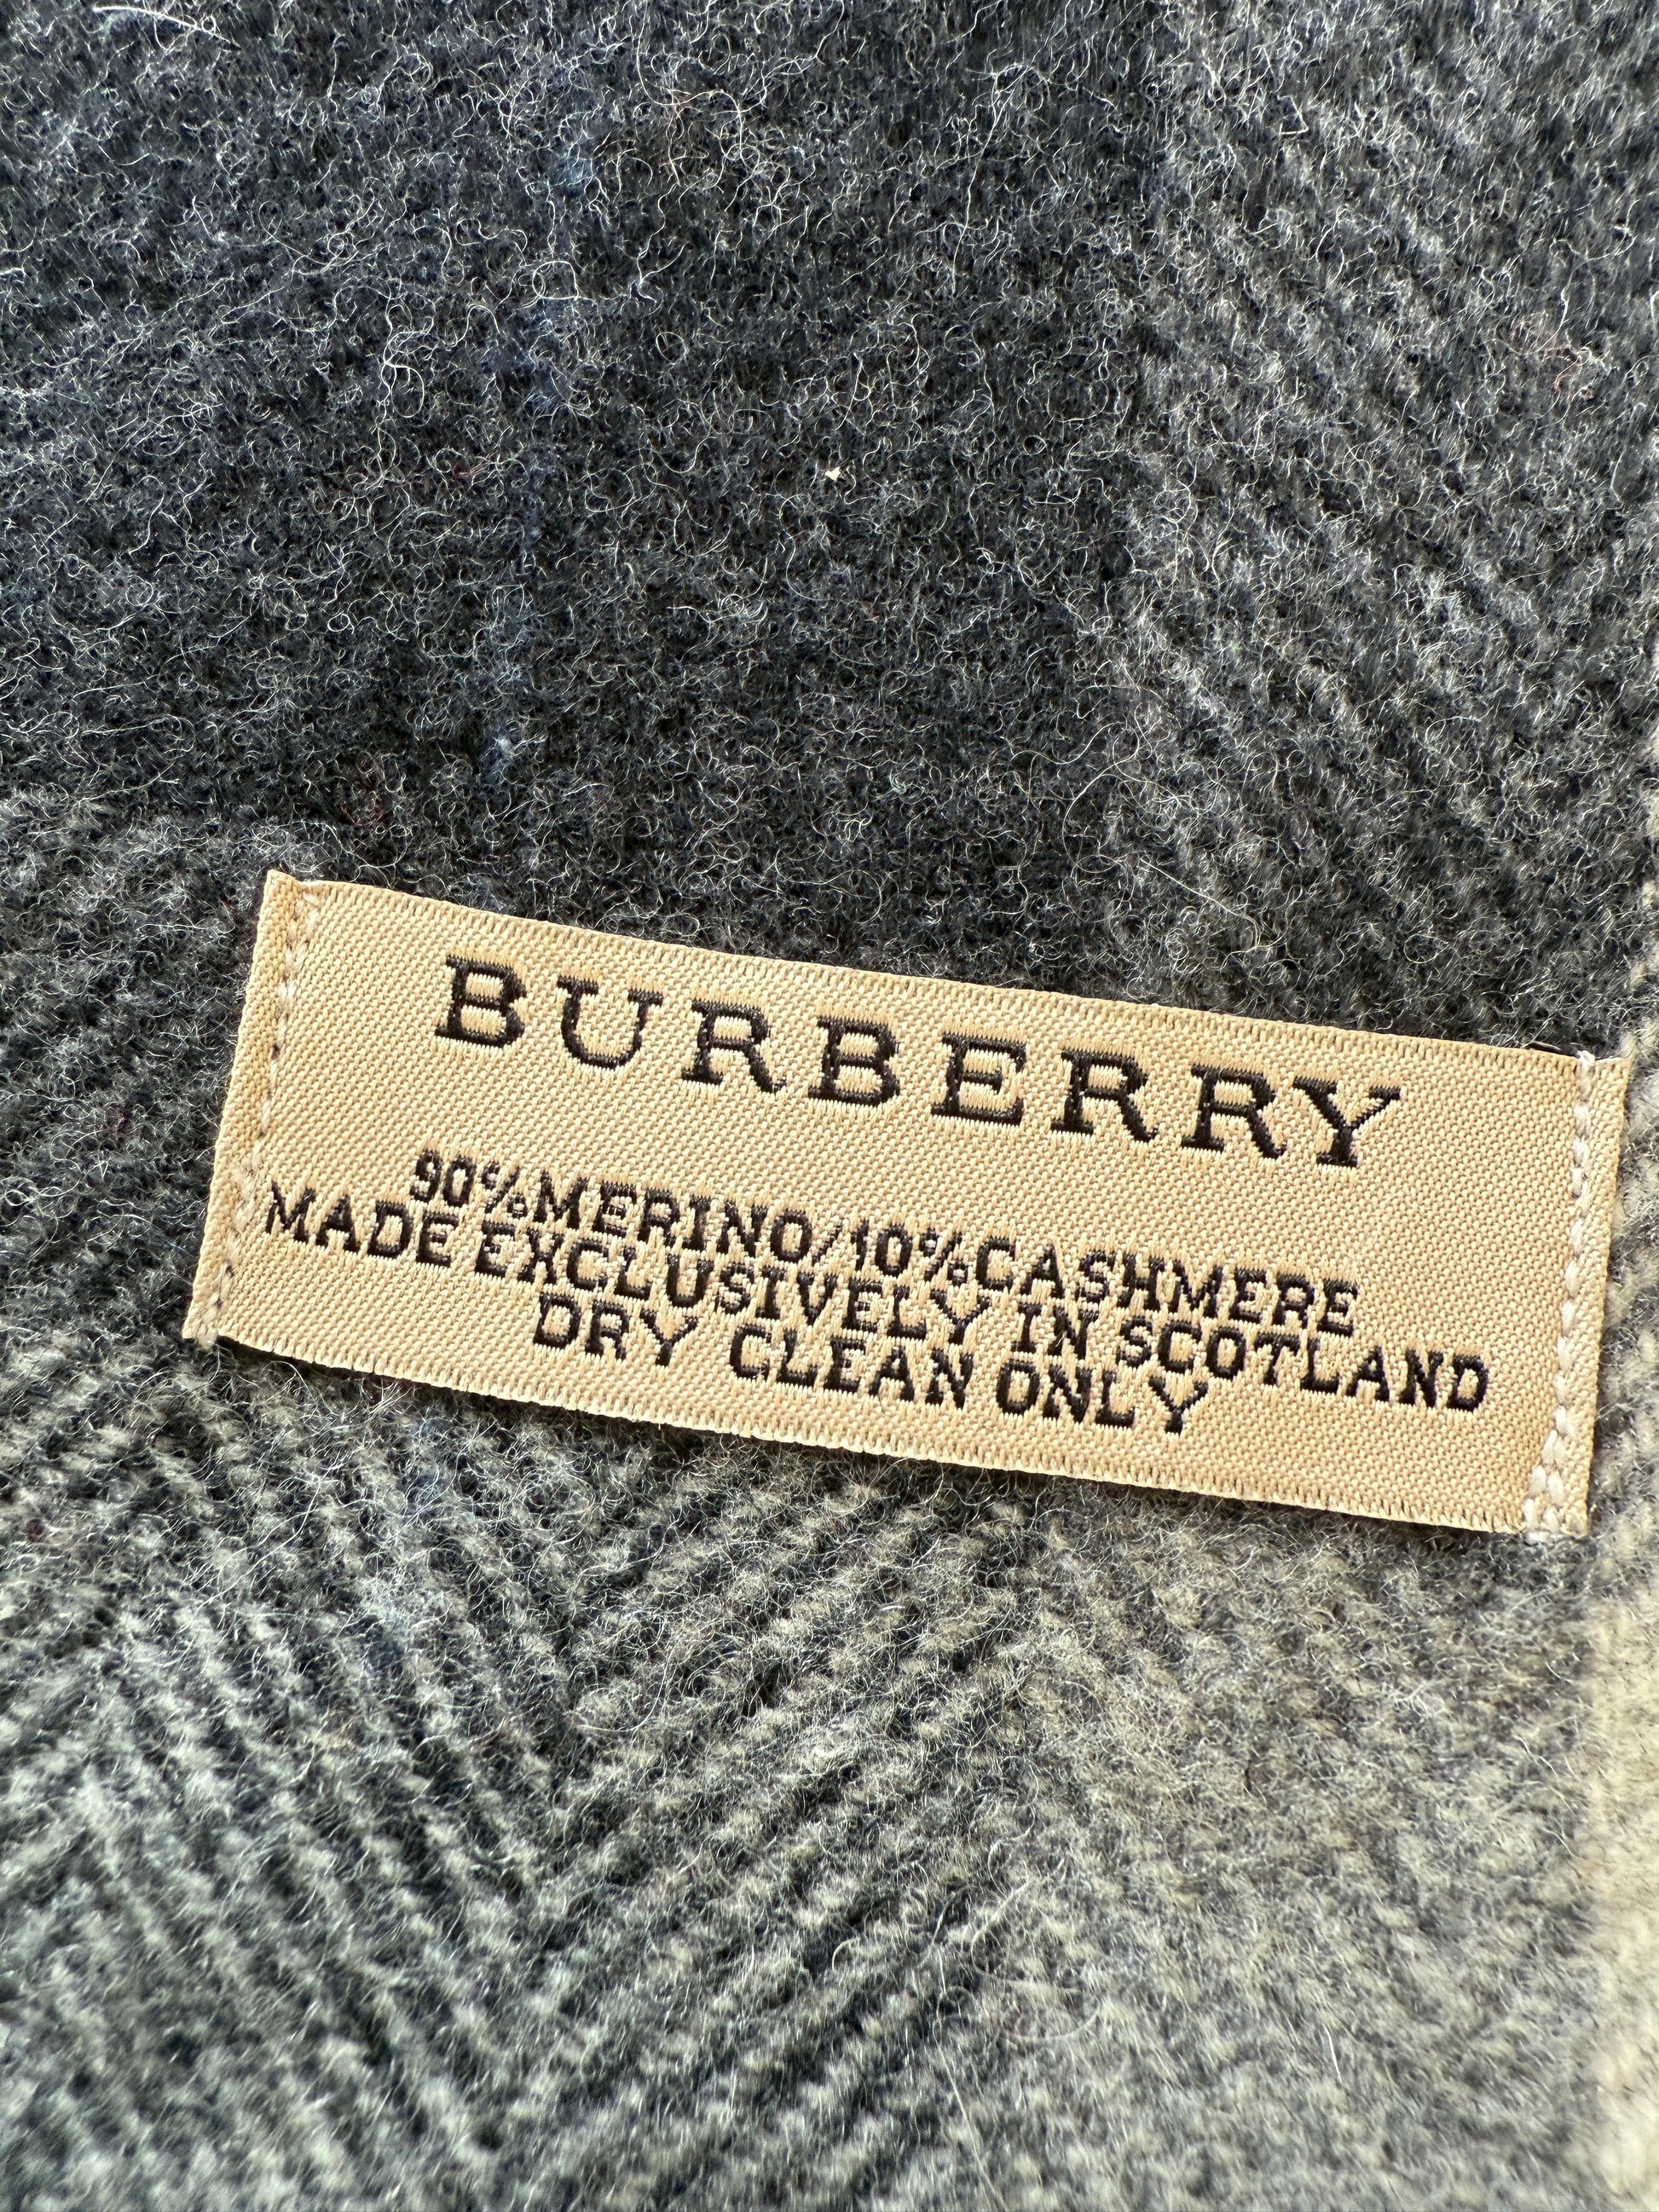 BURBERRY
90%MERINO/10%CASHMERE
MADE EXCLUSIVELY IN SCOTLAND
DRY CLEAN ONLY